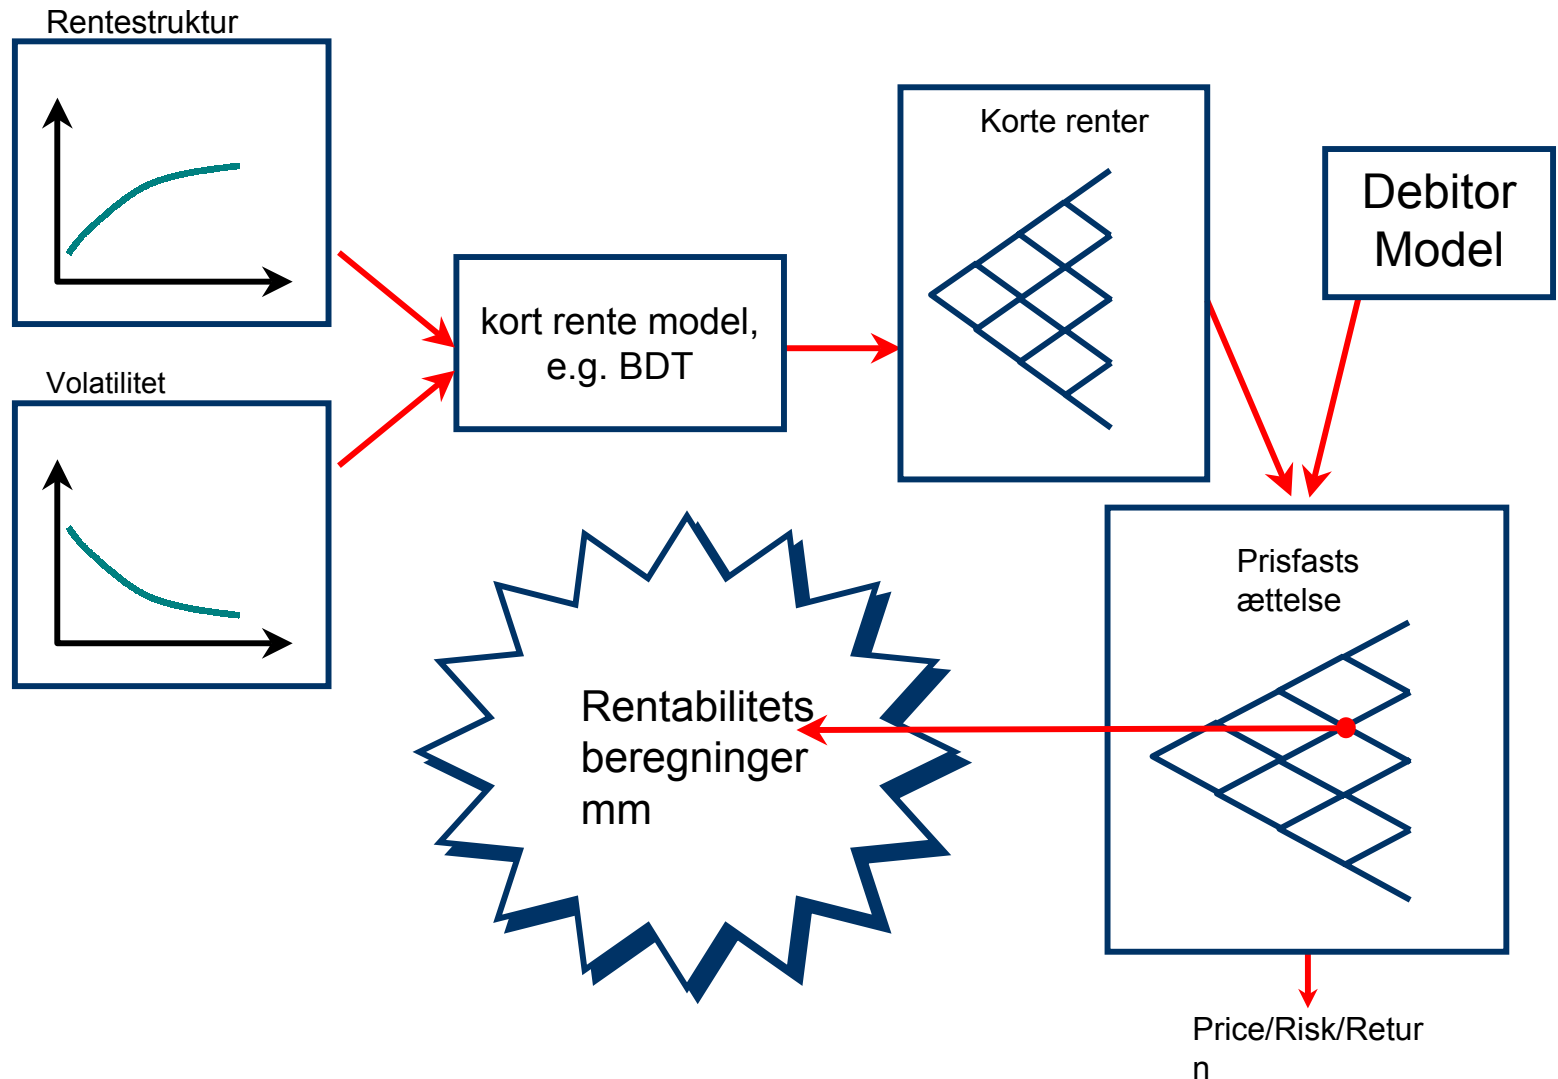 Rentestruktur
Korte renter
Debitor
Model
kort rente model,
e.g. BDT
Volatilitet
Prisfasts
ættelse
Rentabilitets
beregninger
mm
Price/Risk/Retur
n